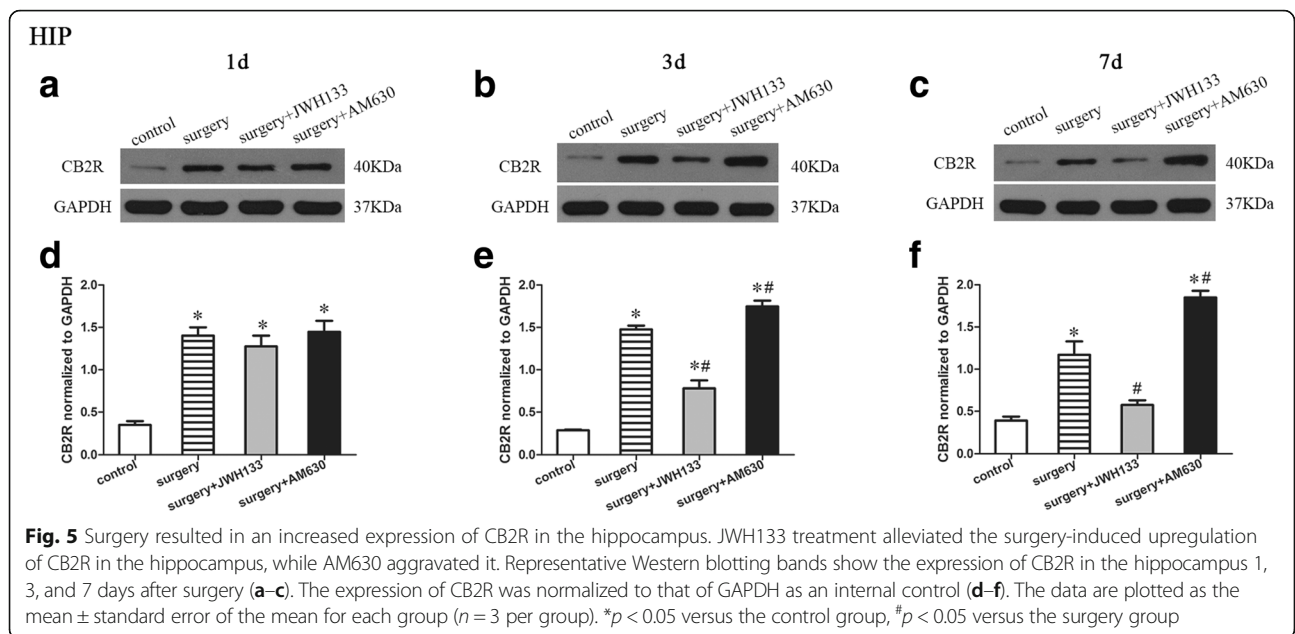 HIP
1d 3d 7d
a b c
control surgery surgery+JWH133 surgery+AM630
control surgery surgery+JWH133 surgery+AM630
control surgery surgery+JWH133 surgery+AM630
CB2R 40KDa CB2R 40KDa CB2R 40KDa
GAPDH 37KDa GAPDH 37KDa GAPDH 37KDa
d e f
CB2R normalized to GAPDH
2.0
1.5
1.0
0.5
0.0
* * *
control surgery surgery+JWH133 surgery+AM630
CB2R normalized to GAPDH
2.0
1.5
1.0
0.5
0.0
* *# *#
control surgery surgery+JWH133 surgery+AM630
CB2R normalized to GAPDH
2.0
1.5
1.0
0.5
0.0
* # *#
control surgery surgery+JWH133 surgery+AM630
Fig. 5 Surgery resulted in an increased expression of CB2R in the hippocampus. JWH133 treatment alleviated the surgery-induced upregulation
of CB2R in the hippocampus, while AM630 aggravated it. Representative Western blotting bands show the expression of CB2R in the hippocampus 1,
3, and 7 days after surgery (a–c). The expression of CB2R was normalized to that of GAPDH as an internal control (d–f). The data are plotted as the
mean ± standard error of the mean for each group (n = 3 per group). *p < 0.05 versus the control group, #p < 0.05 versus the surgery group